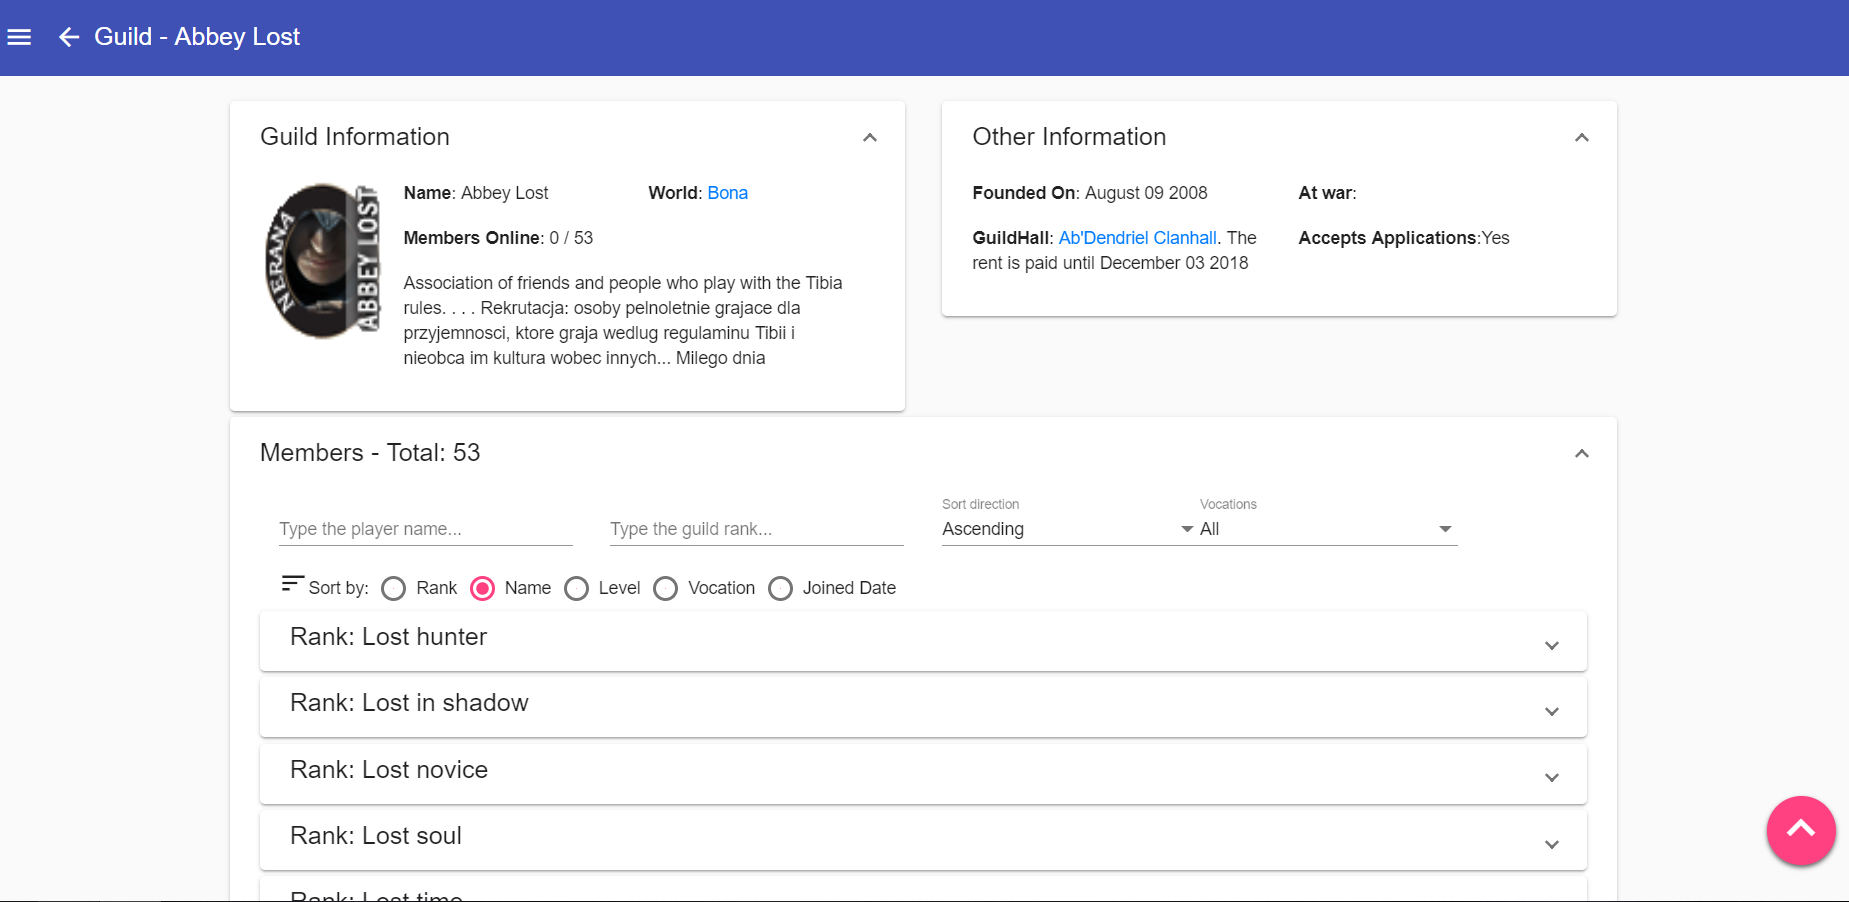 Guild - Abbey Lost
Guild Information
NERANA
ABBEY LOST
Name: Abbey Lost
World: Bona
Members Online: 0 / 53
Association of friends and people who play with the Tibia
rules. . . . Rekrutacja: osoby pelnoletnie grajace dla
przyjemnosci, ktore graja wedlug regulaminu Tibii i
nieobca im kultura wobec innych... Milego dnia
Other Information
Founded On: August 09 2008
At war:
GuildHall: Ab'Dendriel Clanhall. The
rent is paid until December 03 2018
Accepts Applications:Yes
Members - Total: 53
Type the player name...
Type the guild rank...
Sort direction
Ascending
Vocations
All
Sort by: Rank Name Level Vocation Joined Date
Rank: Lost hunter
Rank: Lost in shadow
Rank: Lost novice
Rank: Lost soul
Rank: Lost time